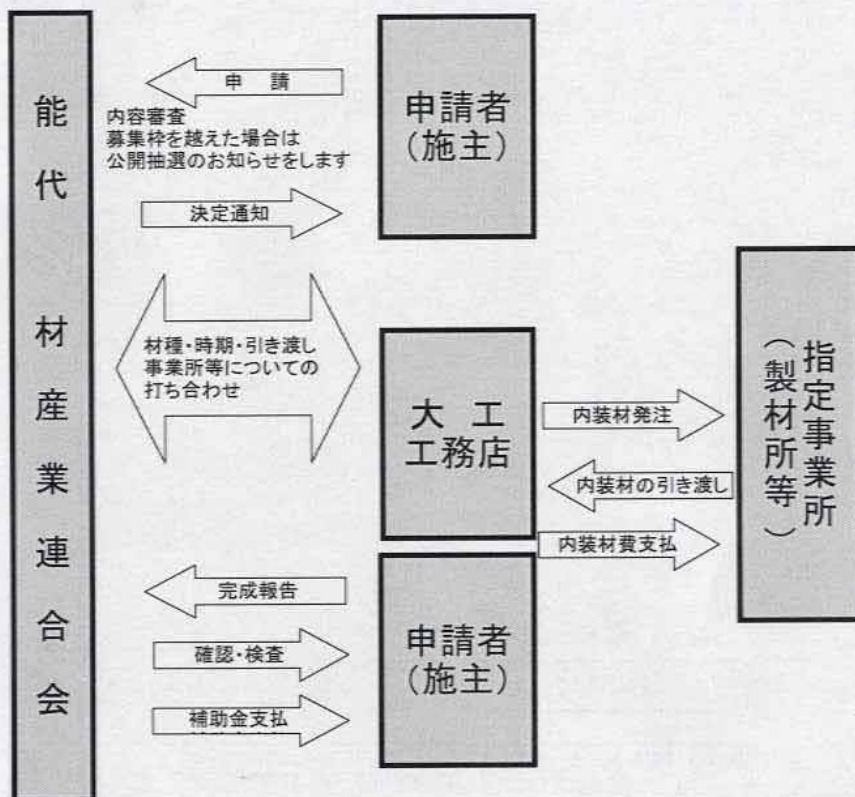 能代 材産業連合会
申 請
内容審査
募集枠を越えた場合は
公開抽選のお知らせをします
決定通知
申請者
(施主)
材種・時期・引き渡し
事業所等についての
打ち合わせ
大 工
工務店
内装材発注
内装材の引き渡し
内装材費支払
指定事業所
(製材所等)
完成報告
確認・検査
補助金支払
申請者
(施主)